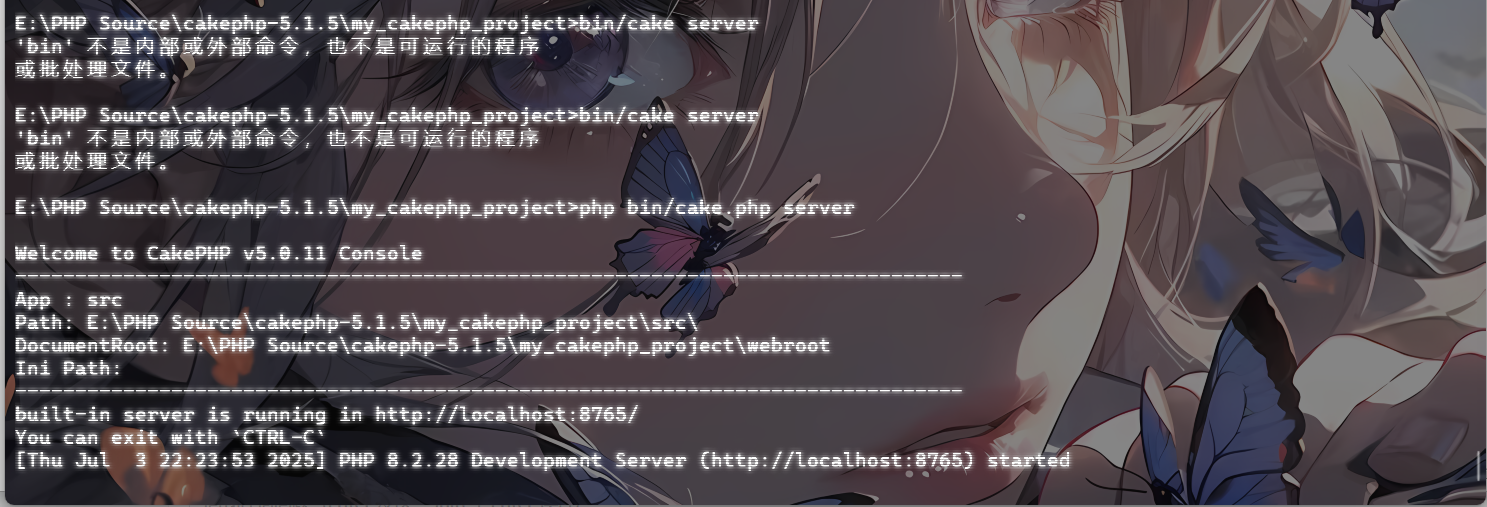 E:\PHP Source\cakephp-5.1.5\my_cakephp_project>bin/cake server
'bin' 不是内部或外部命令，也不是可运行的程序
或批处理文件。
E:\PHP Source\cakephp-5.1.5\my_cakephp_project>bin/cake server
'bin' 不是内部或外部命令，也不是可运行的程序
或批处理文件。
E:\PHP Source\cakephp-5.1.5\my_cakephp_project>php bin/cake.php server
Welcome to CakePHP v5.0.11 Console
-------------------------------------------------------------------------------
App : src
Path: E:\PHP Source\cakephp-5.1.5\my_cakephp_project\src\
DocumentRoot: E:\PHP Source\cakephp-5.1.5\my_cakephp_project\webroot
Ini Path:
-------------------------------------------------------------------------------
built-in server is running in http://localhost:8765/
You can exit with `CTRL-C`
[Thu Jul  3 22:23:53 2025] PHP 8.2.28 Development Server (http://localhost:8765) started